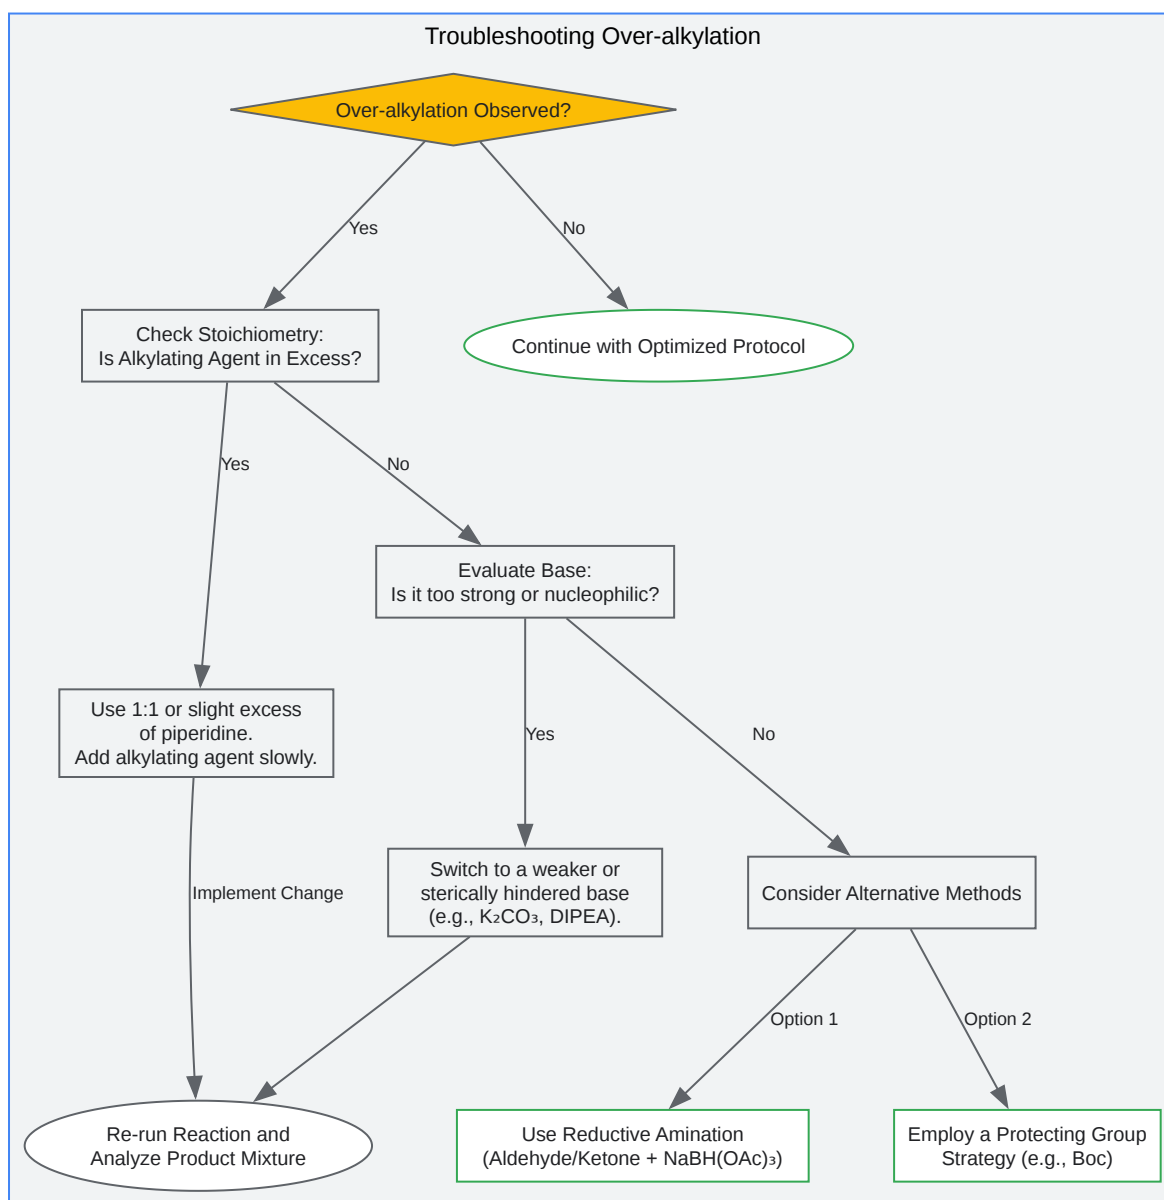 Troubleshooting Over-alkylation
Over-alkylation Observed?
Yes
No
Check Stoichiometry:
Is Alkylating Agent in Excess?
Continue with Optimized Protocol
Yes
No
Evaluate Base:
Is it too strong or nucleophilic?
Use 1:1 or slight excess
of piperidine.
Add alkylating agent slowly.
Yes
No
Implement Change
Switch to a weaker or
sterically hindered base
(e.g., K₂CO₃, DIPEA).
Consider Alternative Methods
Option 1
Option 2
Re-run Reaction and
Analyze Product Mixture
Use Reductive Amination
(Aldehyde/Ketone + NaBH(OAc)₃)
Employ a Protecting Group
Strategy (e.g., Boc)